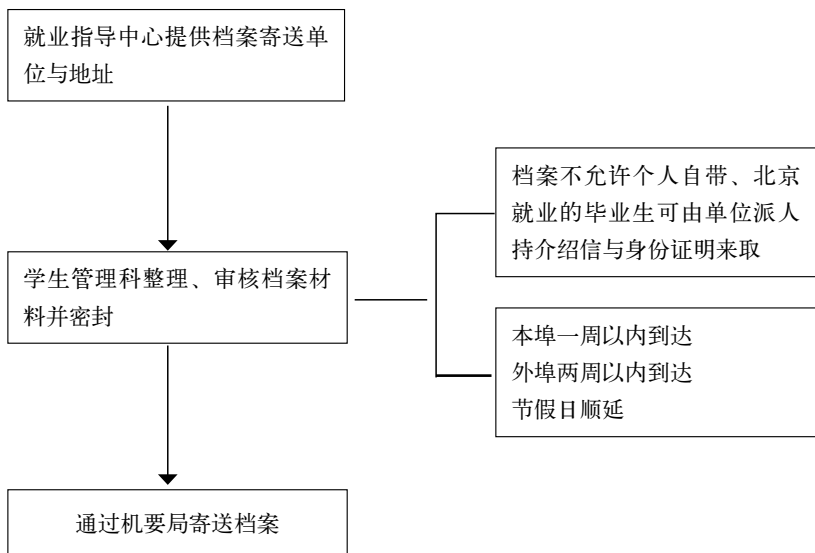 就业指导中心提供档案寄送单
位与地址
档案不允许个人自带、北京
就业的毕业生可由单位派人
持介绍信与身份证明来取
学生管理科整理、审核档案材
料并密封
本埠一周以内到达
外埠两周以内到达
节假日顺延
通过机要局寄送档案